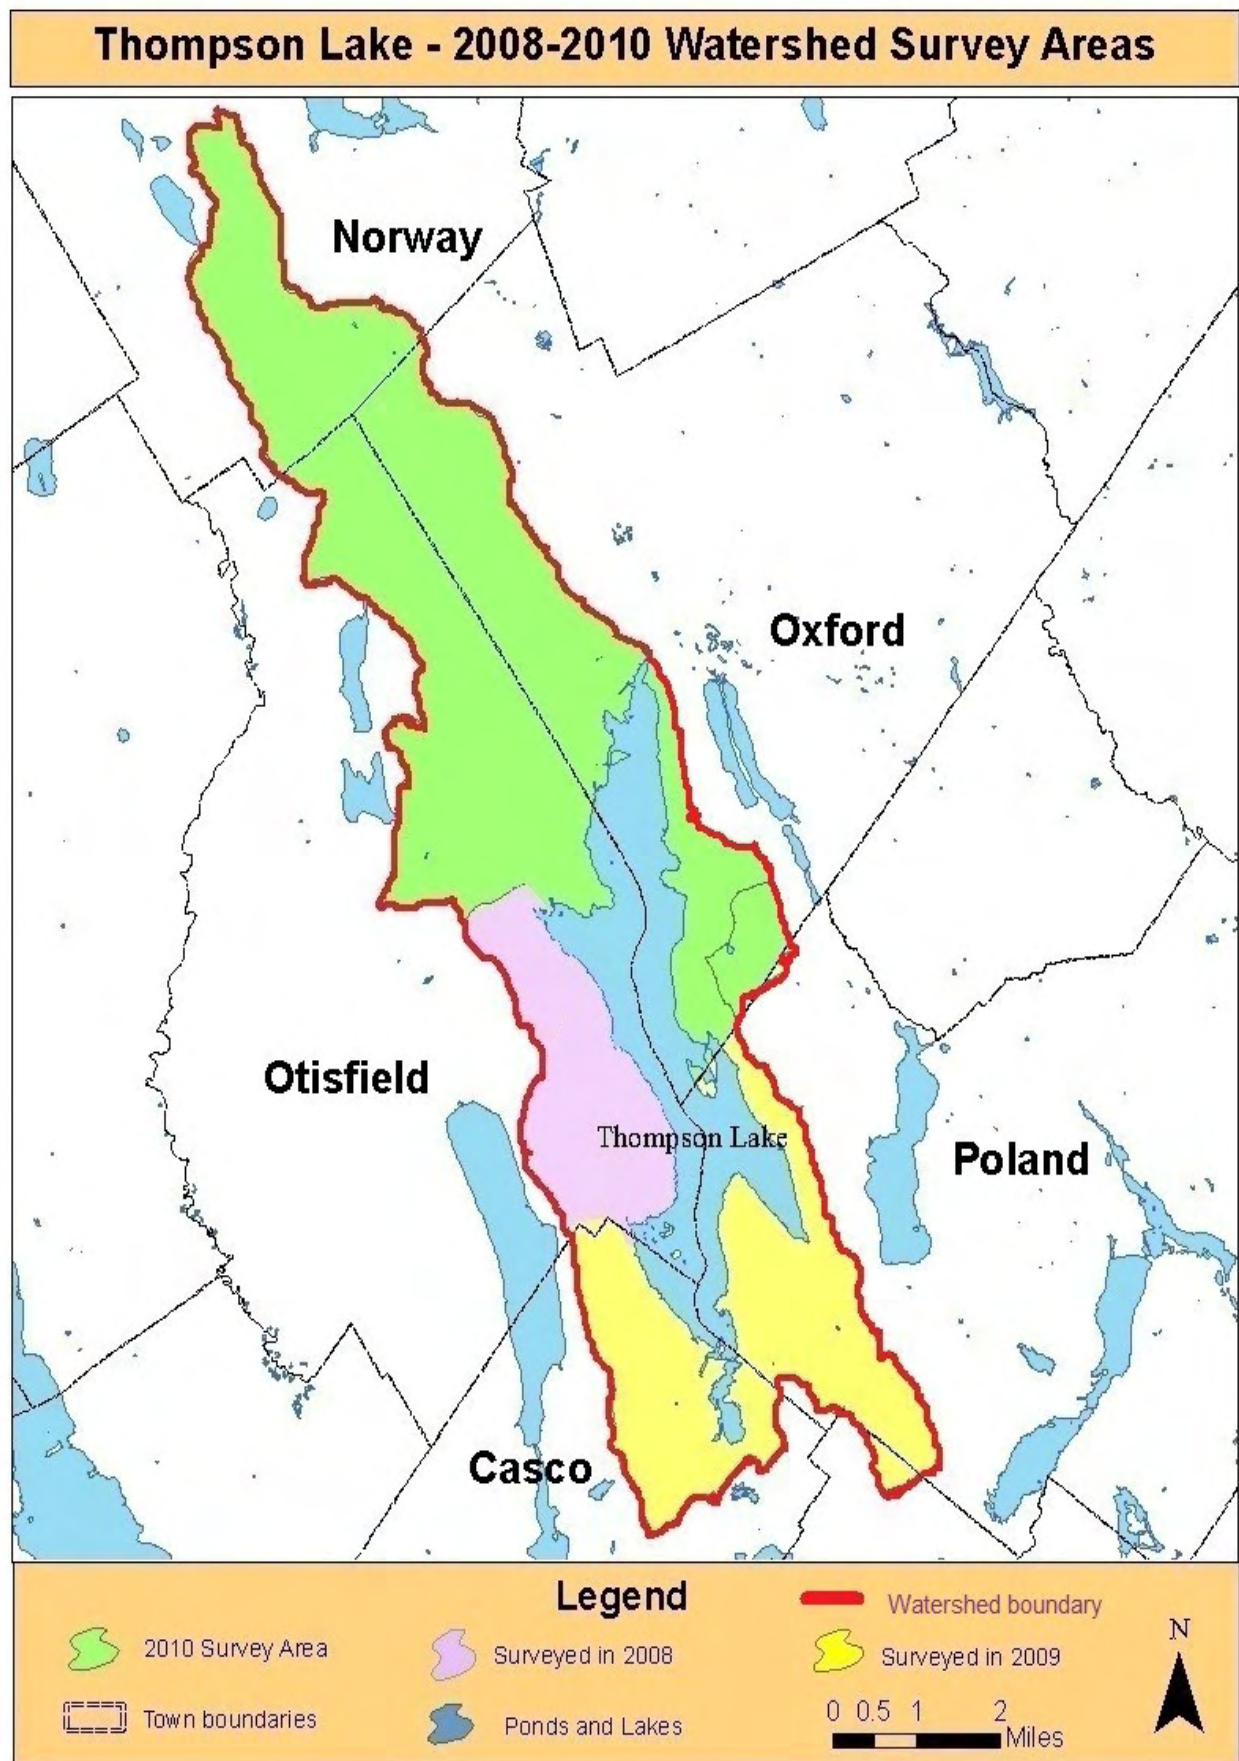 Thompson Lake - 2008-2010 Watershed Survey Areas
Norway
Oxford
Otisfield
Thompson Lake
Poland
Casco
Legend
Watershed boundary
2010 Survey Area
Surveyed in 2008
Surveyed in 2009
N
Town boundaries
Ponds and Lakes
0 0.5 1 2
Miles